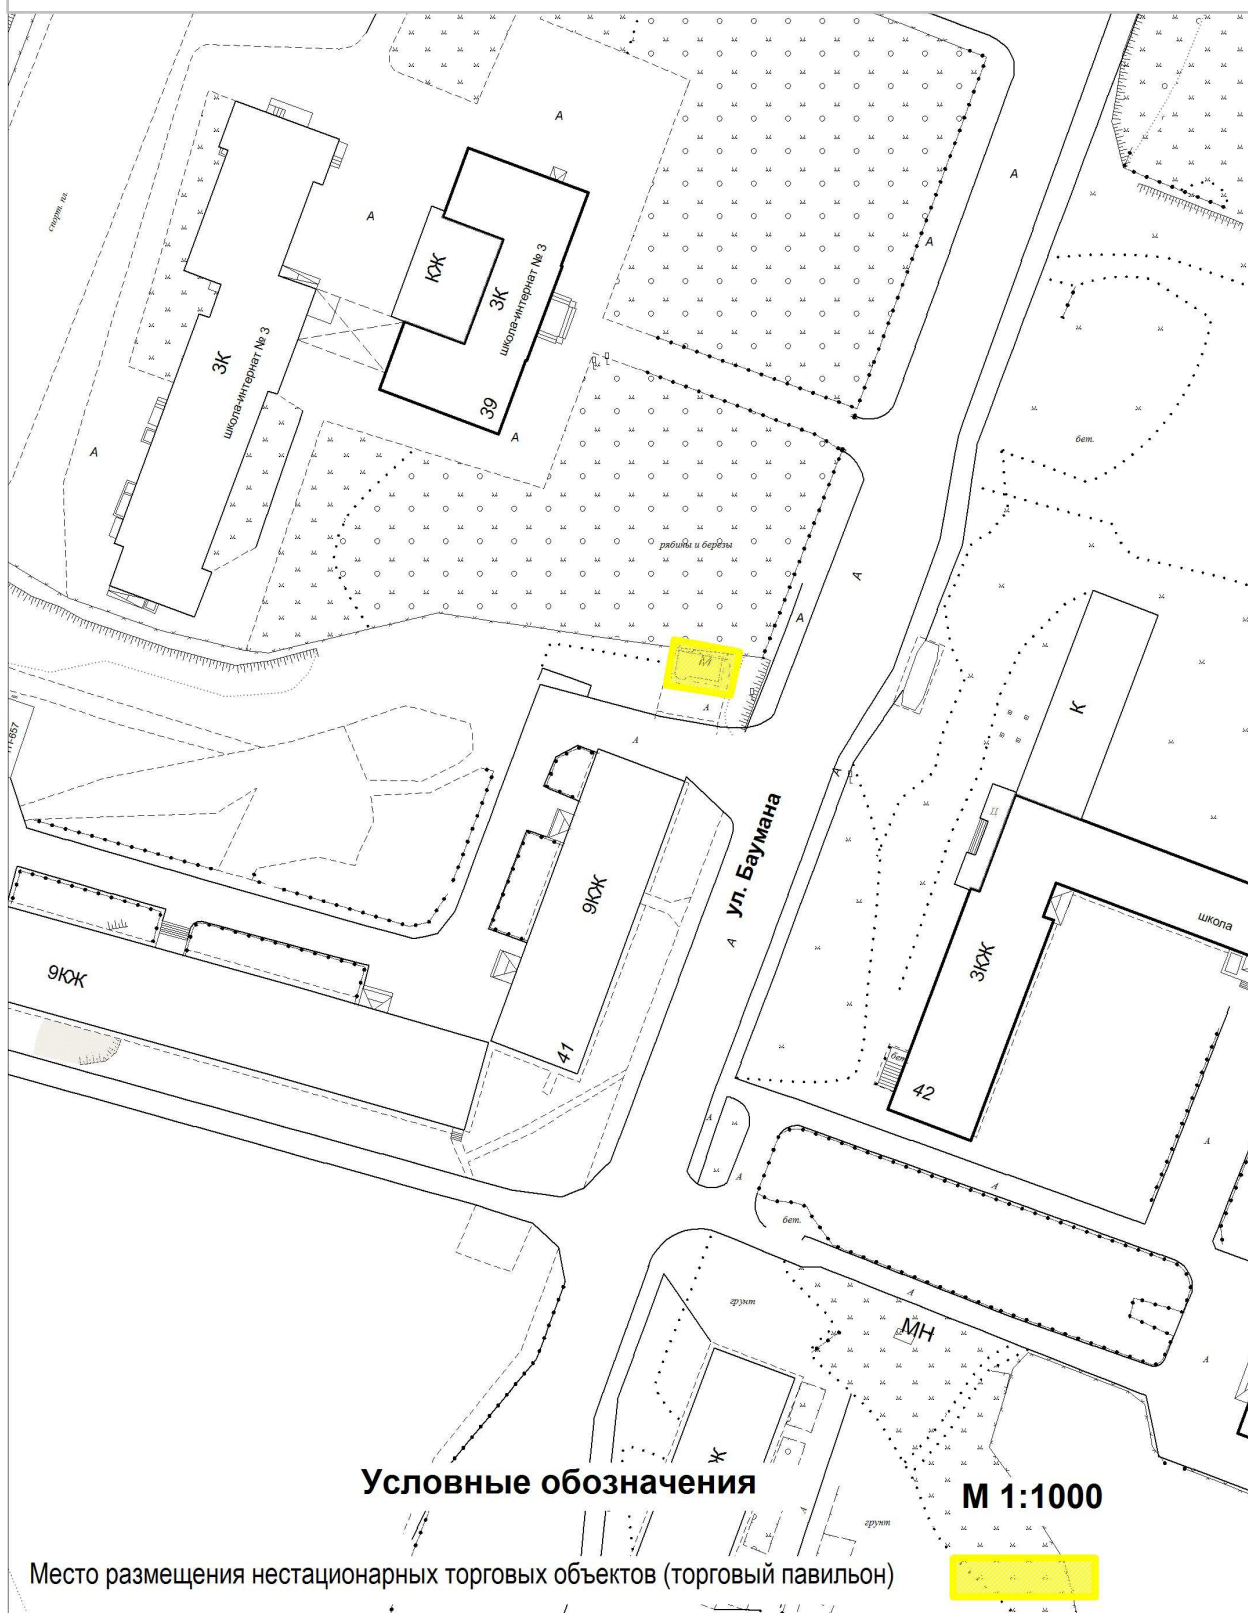 А
спорт. пл.
А
А
КЖ
3К
школа-интернат № 3
А
3К
школа-интернат № 3
39
А
бет.
А
рябины и березы
А
А
М
А
К
А
А
ул. Баумана
Ц
9КЖ
школа
А
3КЖ
9КЖ
41
бет.
42
А
А
А
А
бет.
А
грунт
МН
А
Ж
Условные обозначения
М 1:1000
А
грунт
Место размещения нестационарных торговых объектов (торговый павильон)